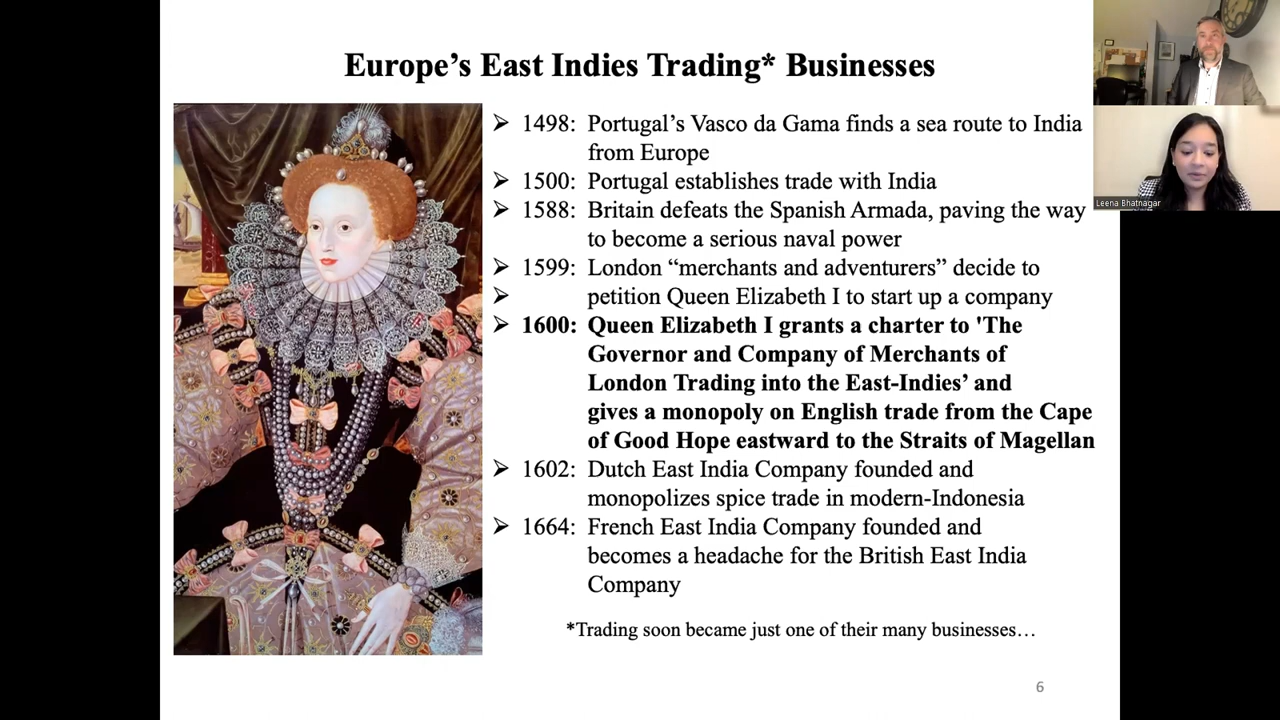 Europe’s East Indies Trading* Businesses
➢ 1498: Portugal’s Vasco da Gama finds a sea route to India
from Europe
➢ 1500: Portugal establishes trade with India
➢ 1588: Britain defeats the Spanish Armada, paving the way
to become a serious naval power
➢ 1599: London “merchants and adventurers” decide to
➢ petition Queen Elizabeth I to start up a company
➢ 1600: Queen Elizabeth I grants a charter to 'The
Governor and Company of Merchants of
London Trading into the East-Indies’ and
gives a monopoly on English trade from the Cape
of Good Hope eastward to the Straits of Magellan
➢ 1602: Dutch East India Company founded and
monopolizes spice trade in modern-Indonesia
➢ 1664: French East India Company founded and
becomes a headache for the British East India
Company
*Trading soon became just one of their many businesses…
6
Leena Bhatnagar